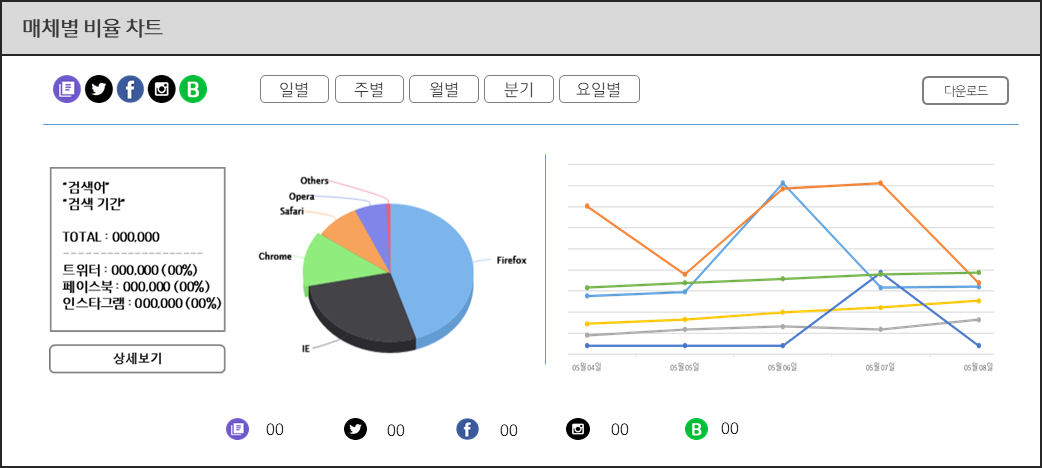 매체별 비율 차트
B
일별
주별
월별
분기
요일별
다운로드
"검색어"
"검색 기간"
TOTAL : 000,000
트위터 : 000,000 (00%)
페이스북 : 000,000 (00%)
인스타그램 : 000,000 (00%)
상세보기
Others
Opera
Safari
Chrome
Firefox
IE
05월 04일
05월 05일
05월 06일
05월 07일
05월 08일
00
00
f 00
00
B 00